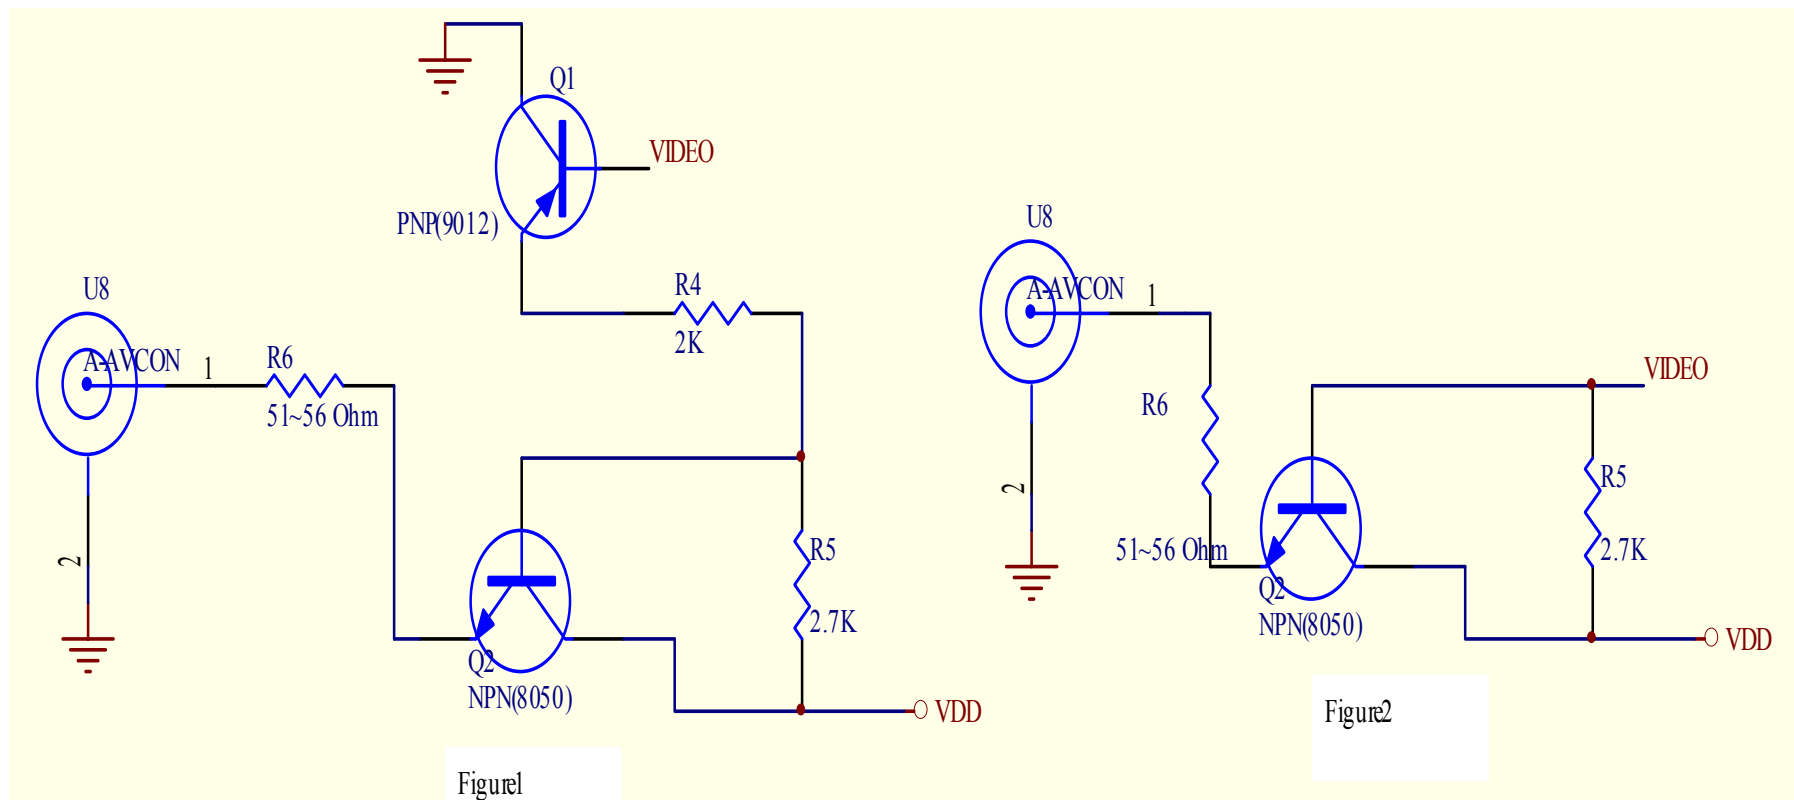 Q1
VIDEO
PNP(9012)
U8
A-AVCON
1
2
R6
51~56 Ohm
R4
2K
R5
2.7K
Q2
NPN(8050)
VDD
Figure1
U8
A-AVCON
1
2
R6
51~56 Ohm
VIDEO
R5
2.7K
Q2
NPN(8050)
VDD
Figure2